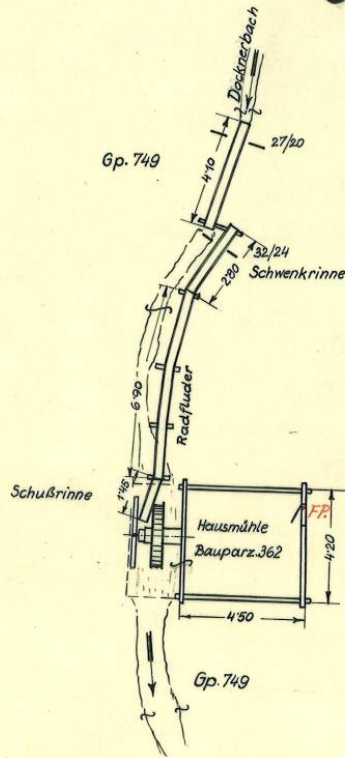 Docknerbach
27/20
Gp. 749
4'10
32/24
Schwenkrinne
2'80
6'90
Radfluder
1'45
Schußrinne
Hausmühle
Bauparz. 362
FP.
4'20
4'50
Gp. 749